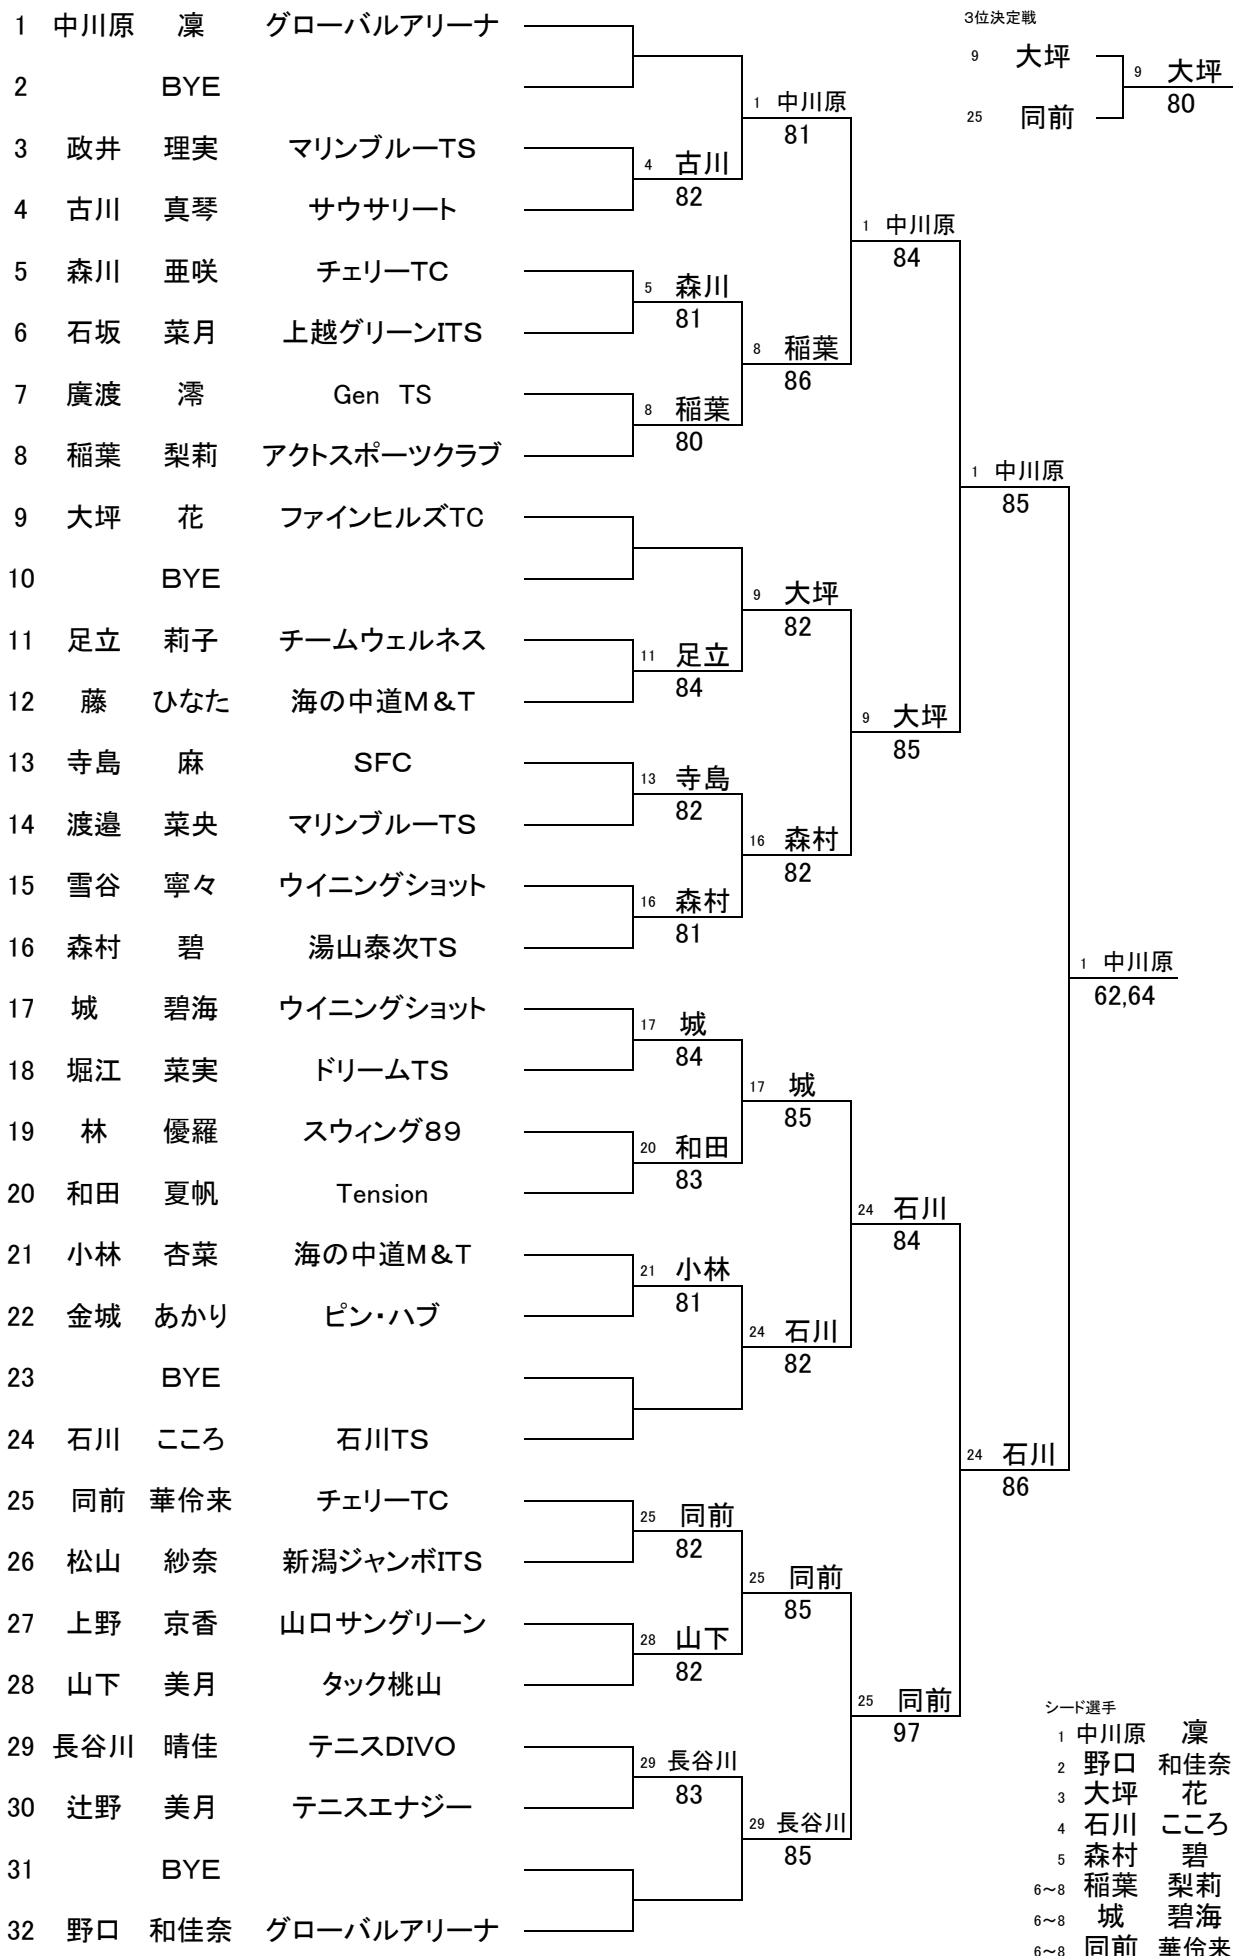 1 中川原 凜 グローバルアリーナ
2 BYE
3 政井 理実 マリンブルーTS
4 古川 真琴 サウサリート
5 森川 亜咲 チェリーTC
6 石坂 菜月 上越グリーンITS
7 廣渡 澪 Gen TS
8 稲葉 梨莉 アクトスポーツクラブ
9 大坪 花 ファインヒルズTC
10 BYE
11 足立 莉子 チームウェルネス
12 藤 ひなた 海の中道M&T
13 寺島 麻 SFC
14 渡邉 菜央 マリンブルーTS
15 雪谷 寧々 ウイニングショット
16 森村 碧 湯山泰次TS
17 城 碧海 ウイニングショット
18 堀江 菜実 ドリームTS
19 林 優羅 スウィング89
20 和田 夏帆 Tension
21 小林 杏菜 海の中道M&T
22 金城 あかり ピン・ハブ
23 BYE
24 石川 こころ 石川TS
25 同前 華伶来 チェリーTC
26 松山 紗奈 新潟ジャンボITS
27 上野 京香 山口サングリーン
28 山下 美月 タック桃山
29 長谷川 晴佳 テニスDIVO
30 辻野 美月 テニスエナジー
31 BYE
32 野口 和佳奈 グローバルアリーナ
4 古川
82
5 森川
81
8 稲葉
80
11 足立
84
13 寺島
82
16 森村
81
17 城
84
20 和田
83
21 小林
81
25 同前
82
28 山下
82
29 長谷川
83
1 中川原
81
8 稲葉
86
9 大坪
82
16 森村
82
17 城
85
24 石川
82
25 同前
85
29 長谷川
85
1 中川原
84
9 大坪
85
24 石川
84
25 同前
97
1 中川原
85
24 石川
86
1 中川原
62,64
3位決定戦
9 大坪
25 同前
9 大坪
80
シード選手
1 中川原 凜
2 野口 和佳奈
3 大坪 花
4 石川 こころ
5 森村 碧
6~8 稲葉 梨莉
6~8 城 碧海
6~8 同前 華伶来